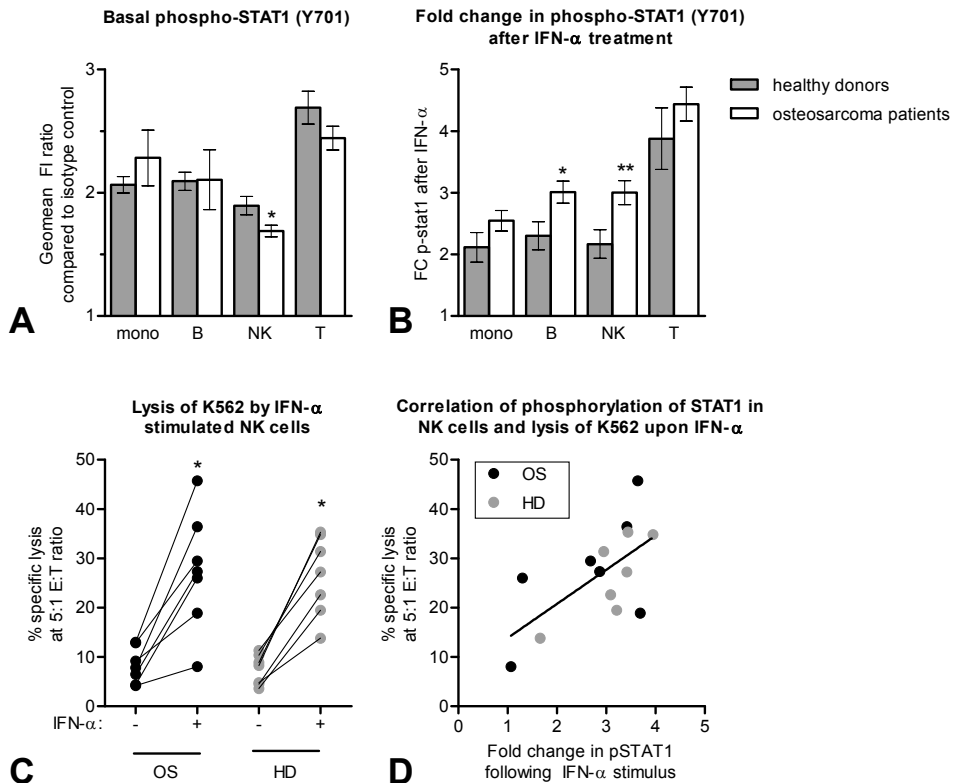 Basal phospho-STAT1 (Y701)
Geomean FI ratio
compared to isotype control
3
2
1
mono B NK T
*
A
Fold change in phospho-STAT1 (Y701)
after IFN-α treatment
FC p-stat1 after IFN-α
5
4
3
2
1
mono B NK T
*
**
B
healthy donors
osteosarcoma patients
Lysis of K562 by IFN-α
stimulated NK cells
% specific lysis
at 5:1 E:T ratio
50
40
30
20
10
0
*
*
IFN-α: - + - +
OS HD
C
Correlation of phosphorylation of STAT1 in
NK cells and lysis of K562 upon IFN-α
% specific lysis
at 5:1 E:T ratio
50
40
30
20
10
0
OS
HD
0 1 2 3 4 5
Fold change in pSTAT1
following IFN-α stimulus
D